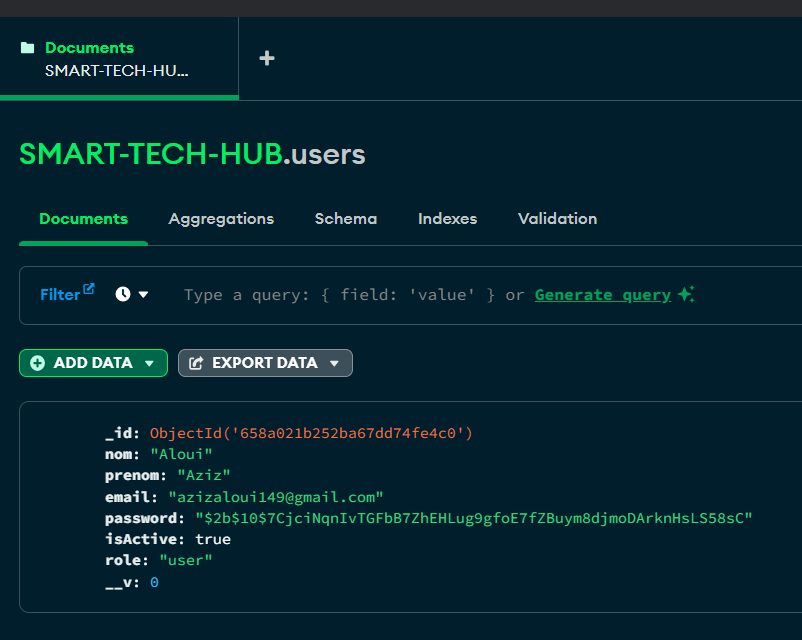 Documents
SMART-TECH-HU...
SMART-TECH-HUB.users
Documents Aggregations Schema Indexes Validation
Filter Type a query: { field: 'value' } or Generate query
ADD DATA EXPORT DATA
_id: ObjectId('658a021b252ba67dd74fe4c0')
nom: "Aloui"
prenom: "Aziz"
email: "azizaloui149@gmail.com"
password: "$2b$10$7CjciNqnIvTGFbB7ZhEHLug9gfoE7fZBuym8djmoDArknHsLS58sC"
isActive: true
role: "user"
__v: 0